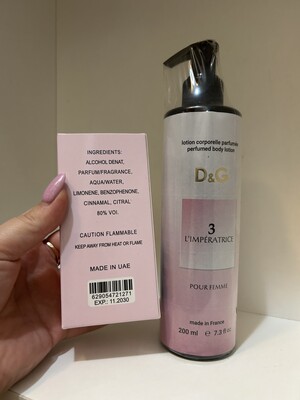 INGREDIENTS:
ALCOHOL DENAT,
PARFUM/FRAGRANCE,
AQUA/WATER,
LIMONENE, BENZOPHENONE,
CINNAMAL, CITRAL
80% VOL.
CAUTION FLAMMABLE
KEEP AWAY FROM HEAT OR FLAME
MADE IN UAE
629054721271
EXP: 11.2030
lotion corporelle parfumée
perfumed body lotion
D&G
3
L'IMPÉRATRICE
POUR FEMME
made in France
200 ml ℮ 7.3 fl.